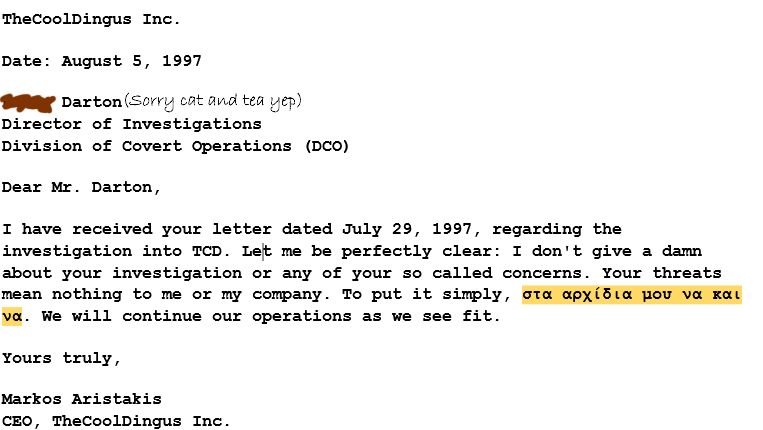 TheCoolDingus Inc.
Date: August 5, 1997
Darton (Sorry cat and tea yep)
Director of Investigations
Division of Covert Operations (DCO)
Dear Mr. Darton,
I have received your letter dated July 29, 1997, regarding the
investigation into TCD. Let me be perfectly clear: I don't give a damn
about your investigation or any of your so called concerns. Your threats
mean nothing to me or my company. To put it simply, στα αρχίδια μου να και
να. We will continue our operations as we see fit.
Yours truly,
Markos Aristakis
CEO, TheCoolDingus Inc.